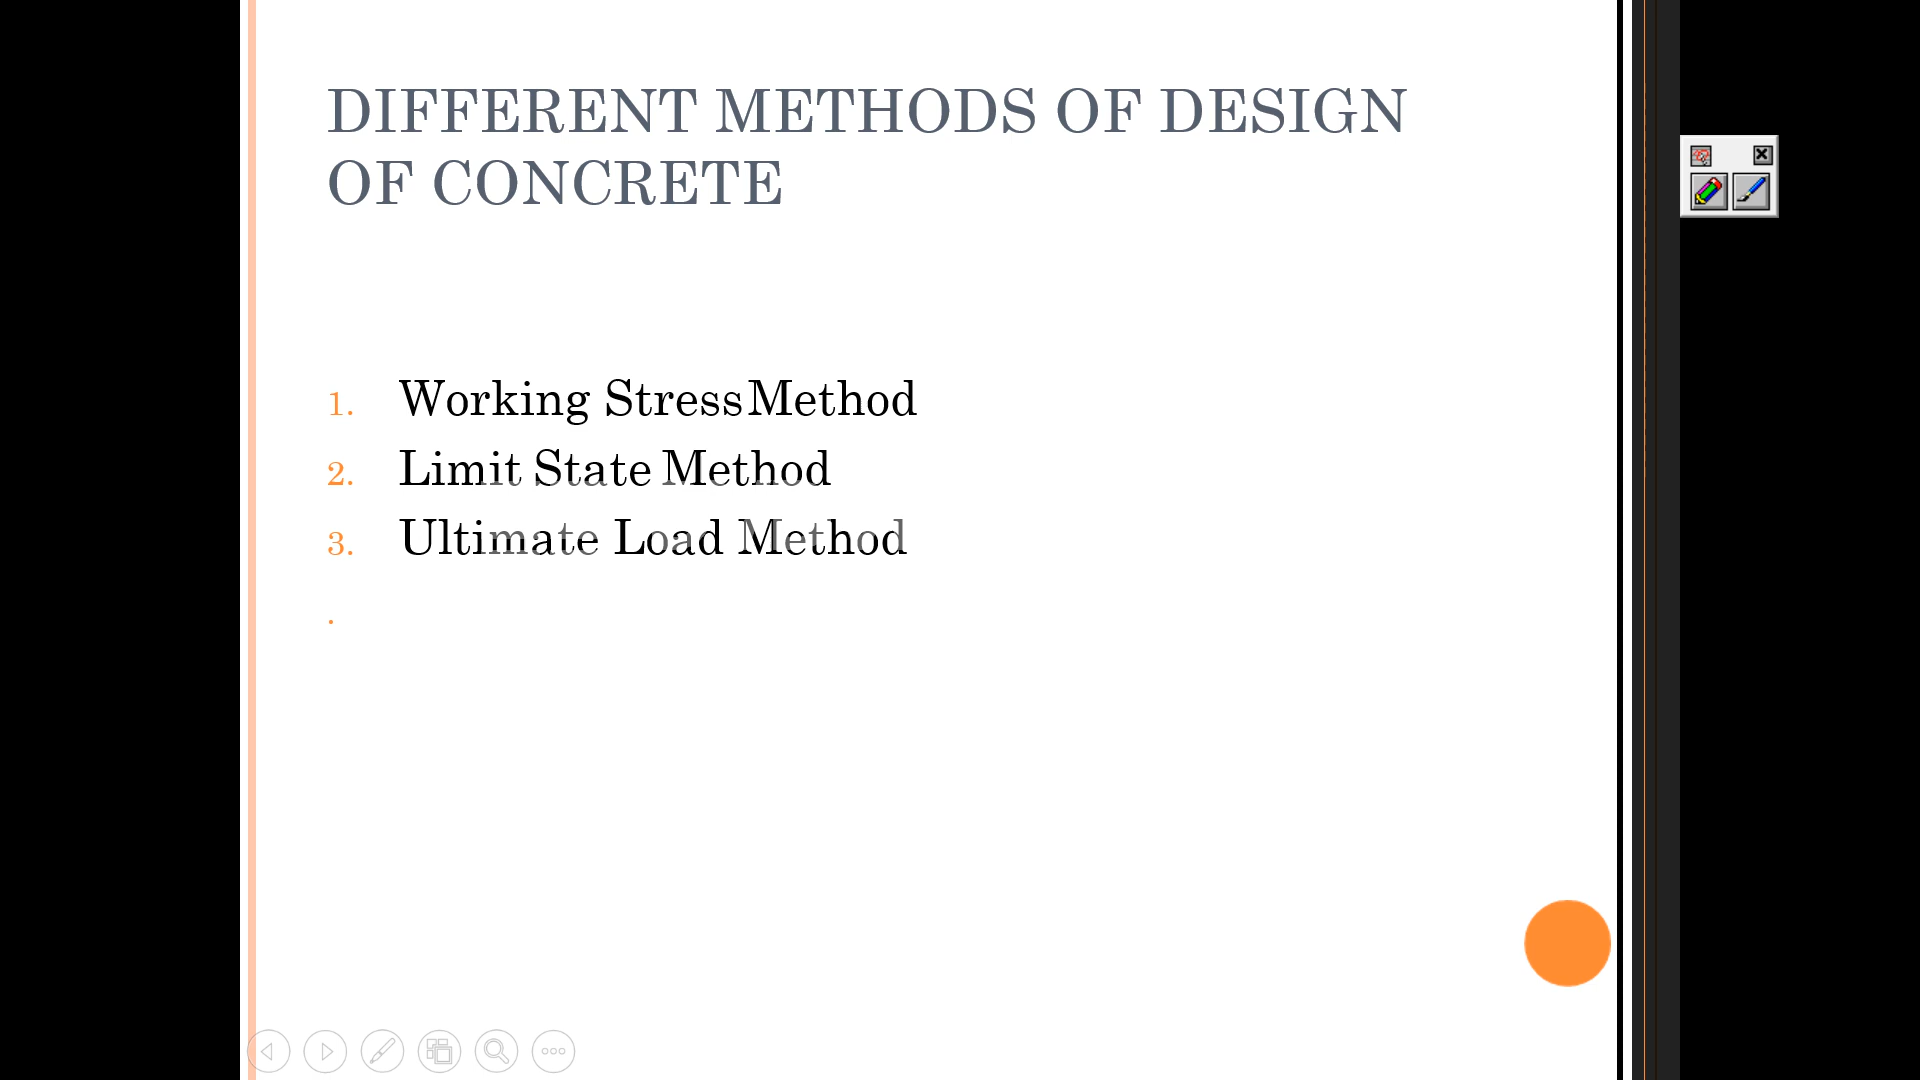 DIFFERENT METHODS OF DESIGN
OF CONCRETE
1. Working Stress Method
2. Limit State Method
3. Ultimate Load Method
.